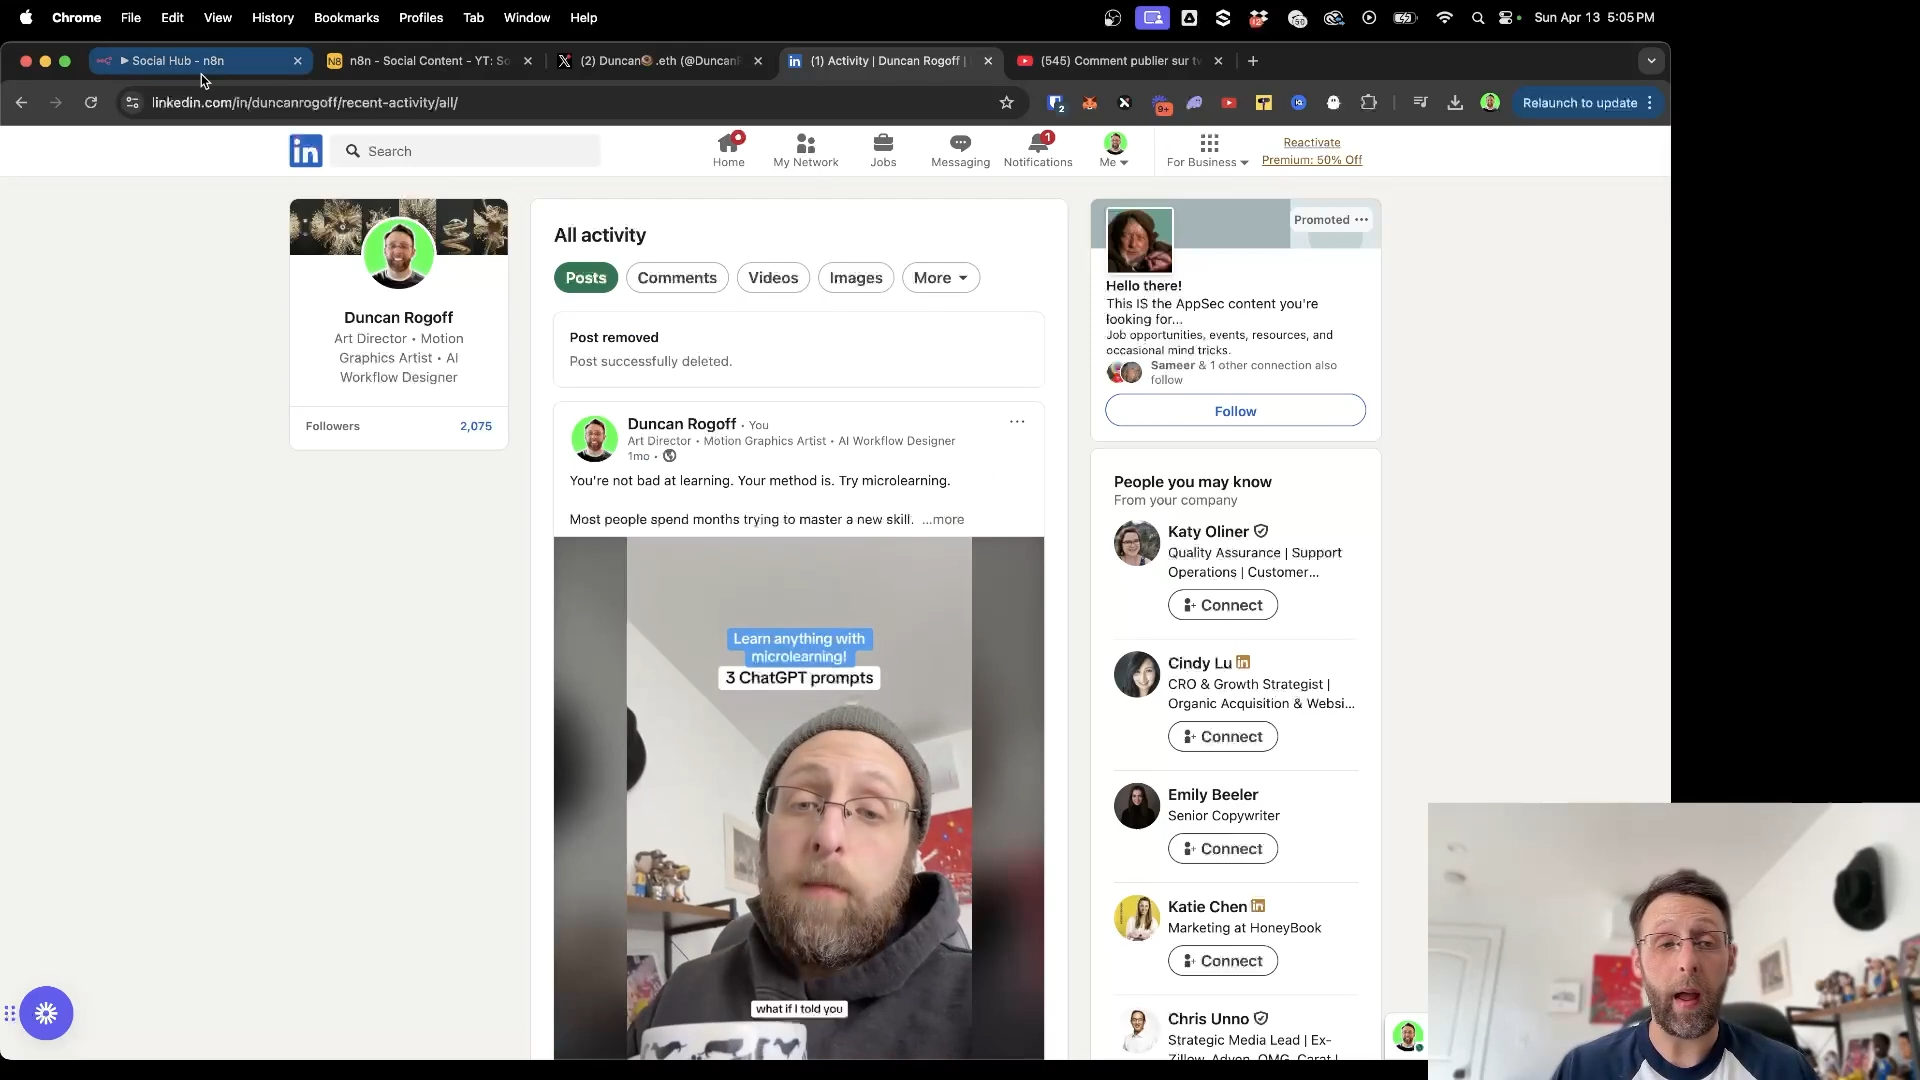 Chrome File Edit View History Bookmarks Profiles Tab Window Help
Sun Apr 13 5:05 PM
Social Hub - n8n
n8n - Social Content - YT: So
(2) Duncan .eth (@Duncan
(1) Activity | Duncan Rogoff |
(545) Comment publier sur tw
linkedin.com/in/duncanrogoff/recent-activity/all/
Relaunch to update
Search
Home
My Network
Jobs
Messaging
1
Notifications
Me
For Business
Reactivate
Premium: 50% Off
Duncan Rogoff
Art Director • Motion
Graphics Artist • AI
Workflow Designer
Followers 2,075
All activity
Posts
Comments
Videos
Images
More
Post removed
Post successfully deleted.
Duncan Rogoff • You
Art Director • Motion Graphics Artist • AI Workflow Designer
1mo •
You're not bad at learning. Your method is. Try microlearning.
Most people spend months trying to master a new skill. ...more
Learn anything with
microlearning!
3 ChatGPT prompts
what if I told you
Promoted
Hello there!
This IS the AppSec content you're
looking for...
Job opportunities, events, resources, and
occasional mind tricks.
Sameer & 1 other connection also
follow
Follow
People you may know
From your company
Katy Oliner
Quality Assurance | Support
Operations | Customer...
Connect
Cindy Lu
CRO & Growth Strategist |
Organic Acquisition & Websi...
Connect
Emily Beeler
Senior Copywriter
Connect
Katie Chen
Marketing at HoneyBook
Connect
Chris Unno
Strategic Media Lead | Ex-
Zillow, Adyen, OMG, Carat |